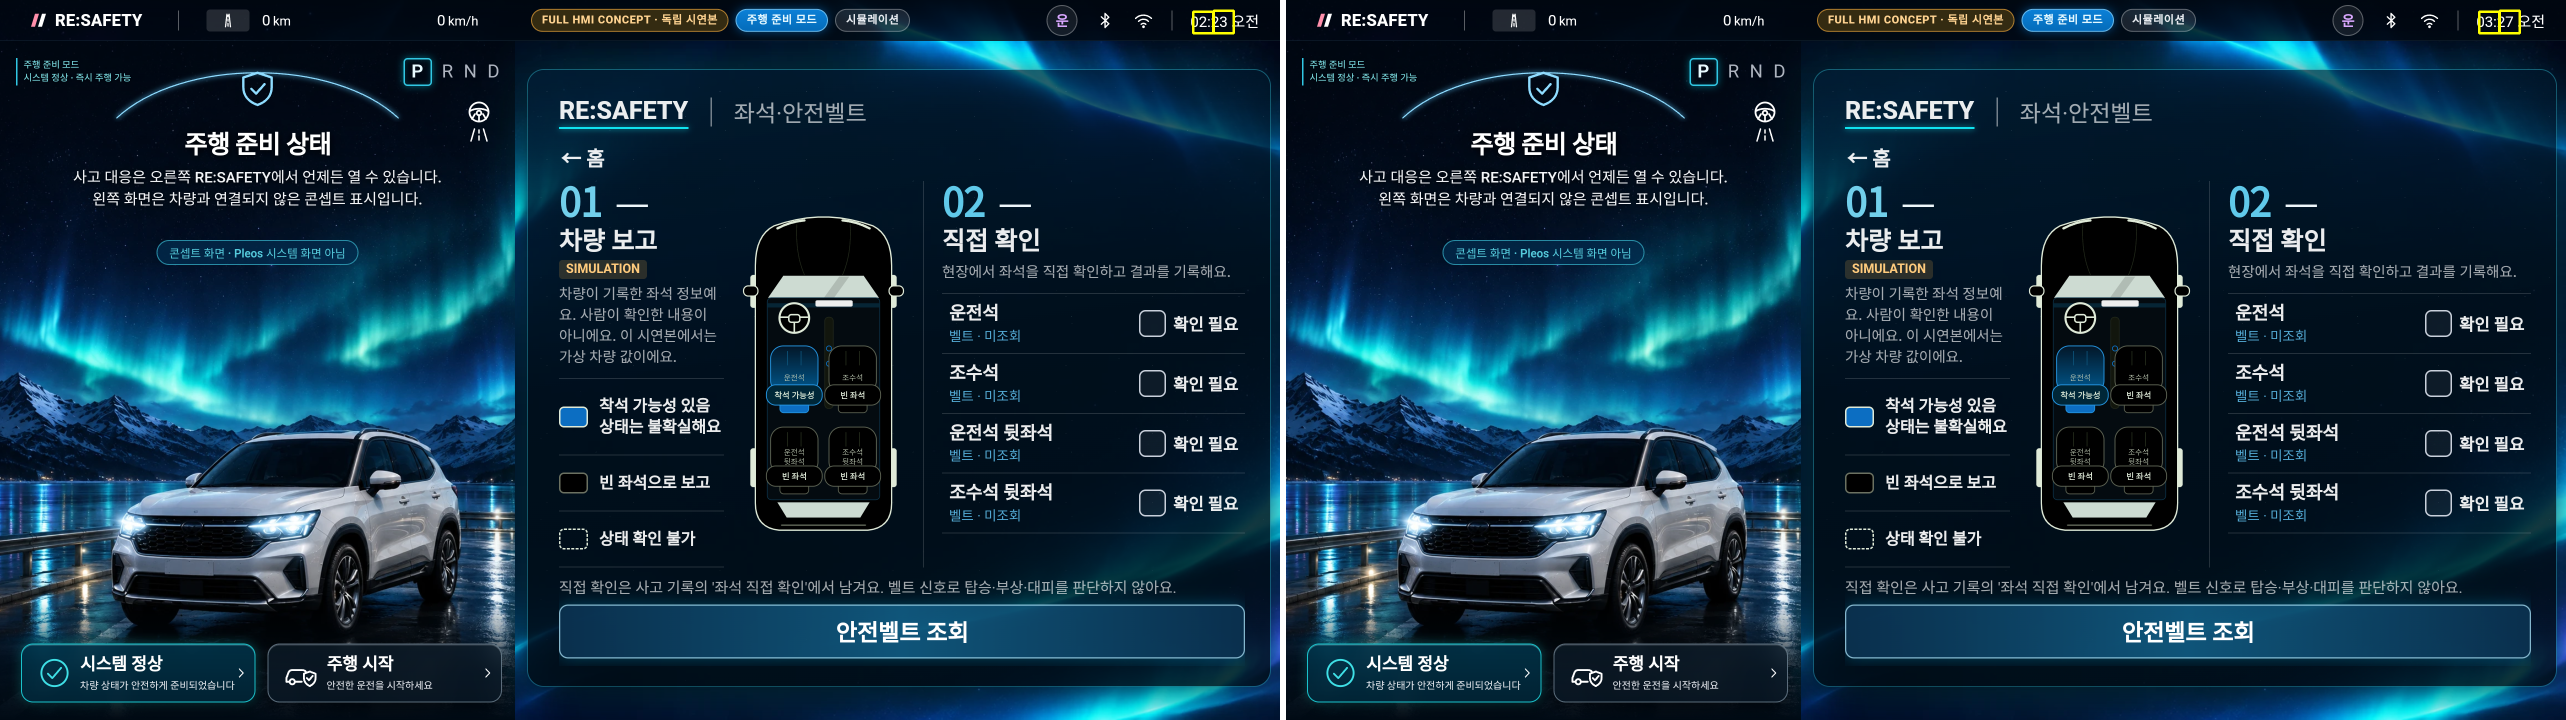 RE:SAFETY
0 km
0 km/h
FULL HMI CONCEPT · 독립 시연본
주행 준비 모드
시뮬레이션
운
02:23 오전
주행 준비 모드
시스템 정상 · 즉시 주행 가능
P R N D
주행 준비 상태
사고 대응은 오른쪽 RE:SAFETY에서 언제든 열 수 있습니다.
왼쪽 화면은 차량과 연결되지 않은 콘셉트 표시입니다.
콘셉트 화면 · Pleos 시스템 화면 아님
시스템 정상
차량 상태가 안전하게 준비되었습니다
주행 시작
안전한 운전을 시작하세요
RE:SAFETY
좌석·안전벨트
← 홈
01 —
차량 보고
SIMULATION
차량이 기록한 좌석 정보예
요. 사람이 확인한 내용이
아니에요. 이 시연본에서는
가상 차량 값이에요.
착석 가능성 있음
상태는 불확실해요
빈 좌석으로 보고
상태 확인 불가
운전석
착석 가능성
조수석
빈 좌석
운전석
뒷좌석
빈 좌석
조수석
뒷좌석
빈 좌석
02 —
직접 확인
현장에서 좌석을 직접 확인하고 결과를 기록해요.
운전석
벨트 · 미조회
확인 필요
조수석
벨트 · 미조회
확인 필요
운전석 뒷좌석
벨트 · 미조회
확인 필요
조수석 뒷좌석
벨트 · 미조회
확인 필요
직접 확인은 사고 기록의 '좌석 직접 확인'에서 남겨요. 벨트 신호로 탑승·부상·대피를 판단하지 않아요.
안전벨트 조회
RE:SAFETY
0 km
0 km/h
FULL HMI CONCEPT · 독립 시연본
주행 준비 모드
시뮬레이션
운
03:27 오전
주행 준비 모드
시스템 정상 · 즉시 주행 가능
P R N D
주행 준비 상태
사고 대응은 오른쪽 RE:SAFETY에서 언제든 열 수 있습니다.
왼쪽 화면은 차량과 연결되지 않은 콘셉트 표시입니다.
콘셉트 화면 · Pleos 시스템 화면 아님
시스템 정상
차량 상태가 안전하게 준비되었습니다
주행 시작
안전한 운전을 시작하세요
RE:SAFETY
좌석·안전벨트
← 홈
01 —
차량 보고
SIMULATION
차량이 기록한 좌석 정보예
요. 사람이 확인한 내용이
아니에요. 이 시연본에서는
가상 차량 값이에요.
착석 가능성 있음
상태는 불확실해요
빈 좌석으로 보고
상태 확인 불가
운전석
착석 가능성
조수석
빈 좌석
운전석
뒷좌석
빈 좌석
조수석
뒷좌석
빈 좌석
02 —
직접 확인
현장에서 좌석을 직접 확인하고 결과를 기록해요.
운전석
벨트 · 미조회
확인 필요
조수석
벨트 · 미조회
확인 필요
운전석 뒷좌석
벨트 · 미조회
확인 필요
조수석 뒷좌석
벨트 · 미조회
확인 필요
직접 확인은 사고 기록의 '좌석 직접 확인'에서 남겨요. 벨트 신호로 탑승·부상·대피를 판단하지 않아요.
안전벨트 조회